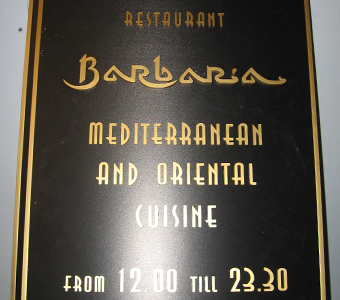 RESTAURANT
Barbaria
MEDITERRANEAN
AND ORIENTAL
CUISINE
FROM 12.00 TILL 23.30